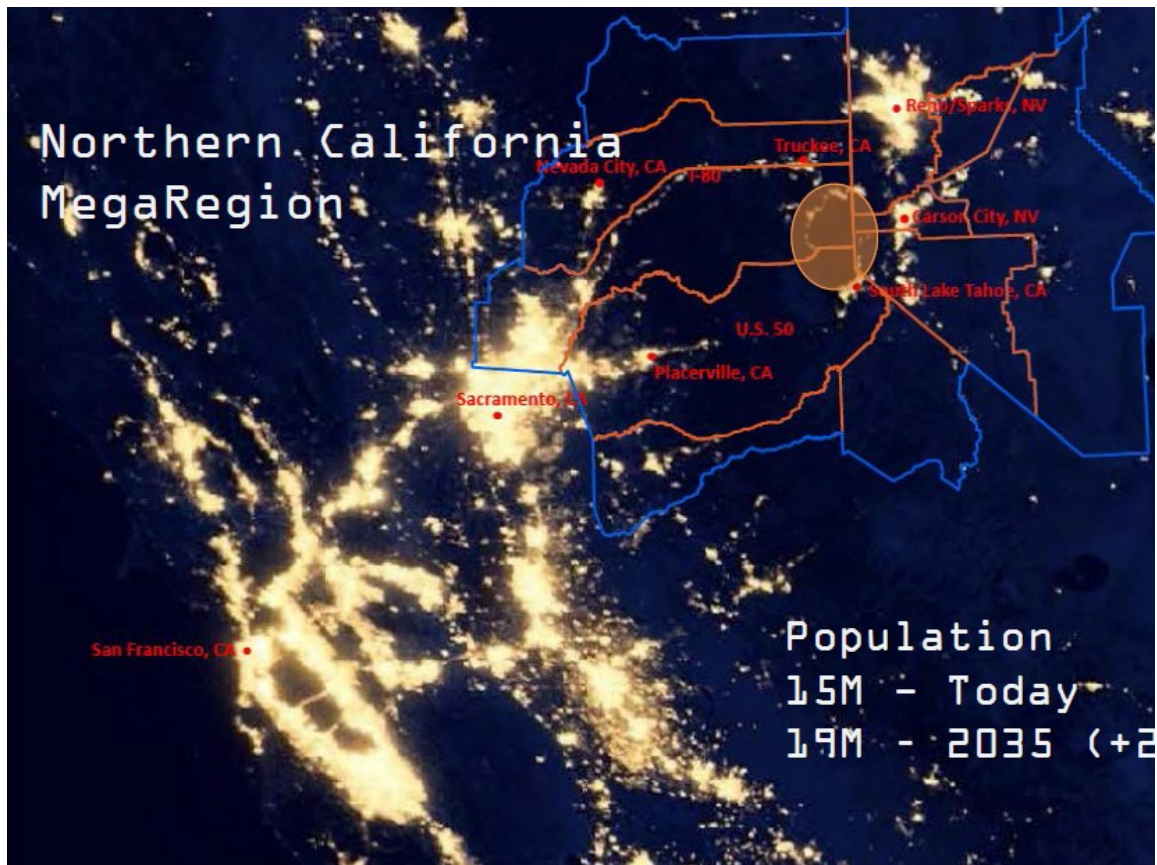 Northern California
MegaRegion
Reno/Sparks, NV
Truckee, CA
Nevada City, CA
I-80
Carson City, NV
South Lake Tahoe, CA
U.S. 50
Placerville, CA
Sacramento, CA
San Francisco, CA
Population
15M - Today
19M - 2035 (+2